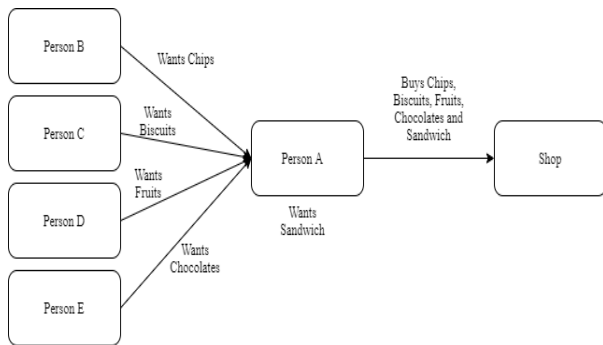 Person B
Wants Chips
Person C
Wants
Biscuits
Person D
Wants
Fruits
Person E
Wants
Chocolates
Person A
Wants
Sandwich
Buys Chips,
Biscuits, Fruits,
Chocolates and
Sandwich
Shop